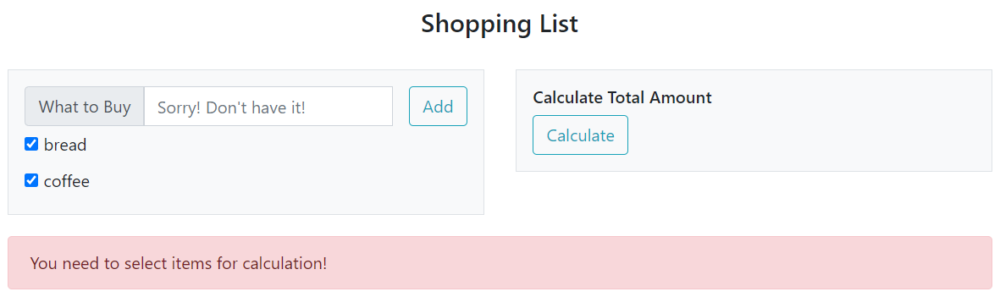 Shopping List
What to Buy Sorry! Don't have it! Add
bread
coffee
Calculate Total Amount
Calculate
You need to select items for calculation!